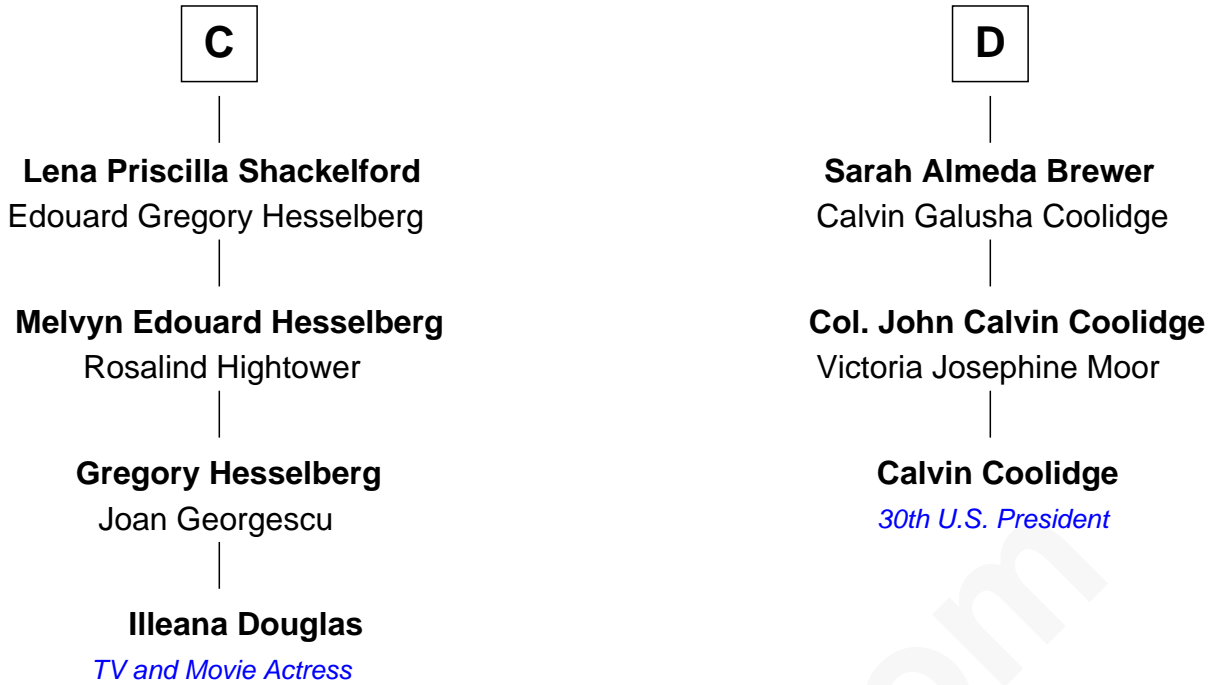 C
Lena Priscilla Shackelford
Edouard Gregory Hesselberg
Melvyn Edouard Hesselberg
Rosalind Hightower
Gregory Hesselberg
Joan Georgescu
Illeana Douglas
TV and Movie Actress
D
Sarah Almeda Brewer
Calvin Galusha Coolidge
Col. John Calvin Coolidge
Victoria Josephine Moor
Calvin Coolidge
30th U.S. President
om